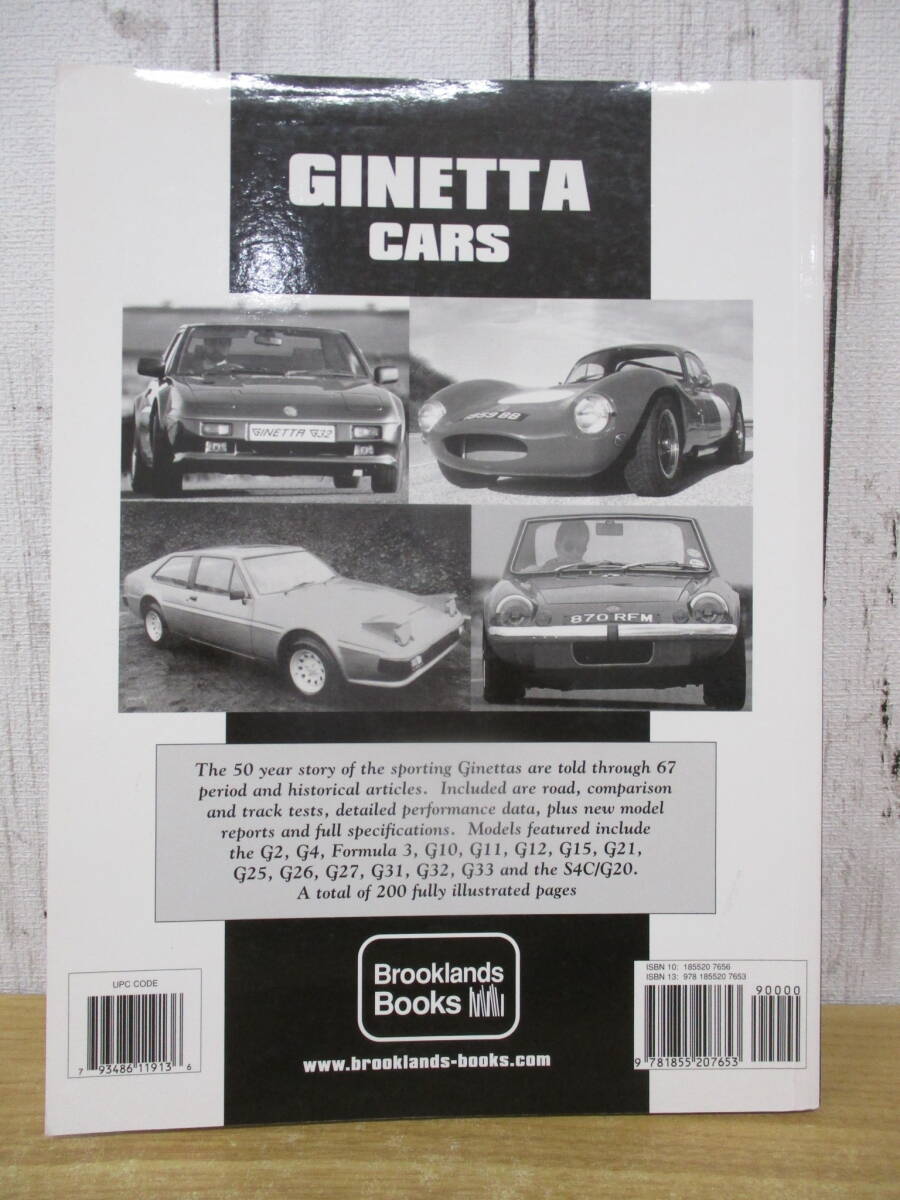 GINETTA
CARS
GINETTA G32
870 RFM
The 50 year story of the sporting Ginettas are told through 67
period and historical articles. Included are road, comparison
and track tests, detailed performance data, plus new model
reports and full specifications. Models featured include
the G2, G4, Formula 3, G10, G11, G12, G15, G21,
G25, G26, G27, G31, G32, G33 and the S4C/G20.
A total of 200 fully illustrated pages
Brooklands
Books
www.brooklands-books.com
UPC CODE
7 93486 11913 6
ISBN 10: 185520 7656
ISBN 13: 978 185520 7653
90000
9 781855 207653